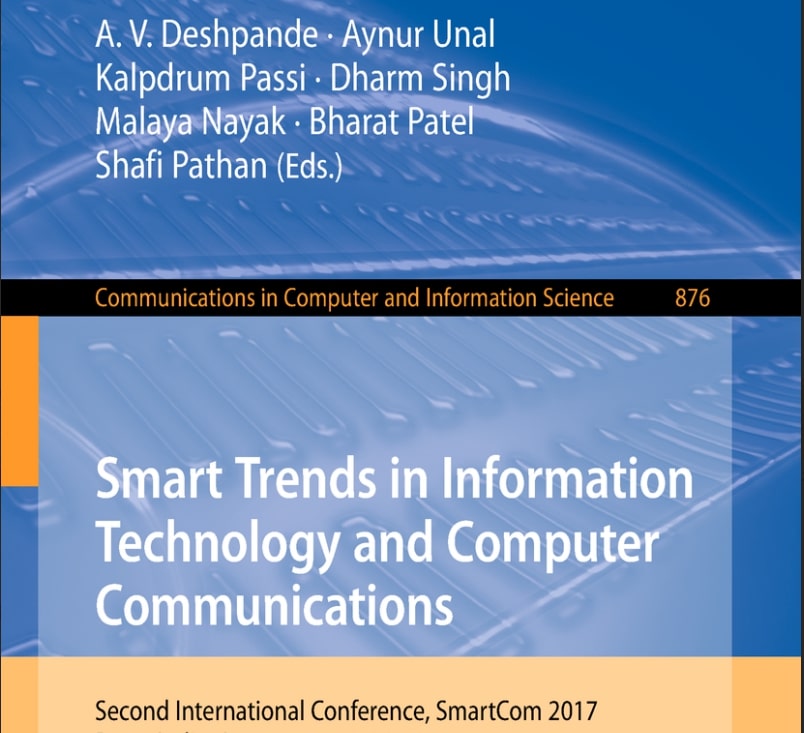 A. V. Deshpande · Aynur Unal
Kalpdrum Passi · Dharm Singh
Malaya Nayak · Bharat Patel
Shafi Pathan (Eds.)
Communications in Computer and Information Science 876
Smart Trends in Information
Technology and Computer
Communications
Second International Conference, SmartCom 2017